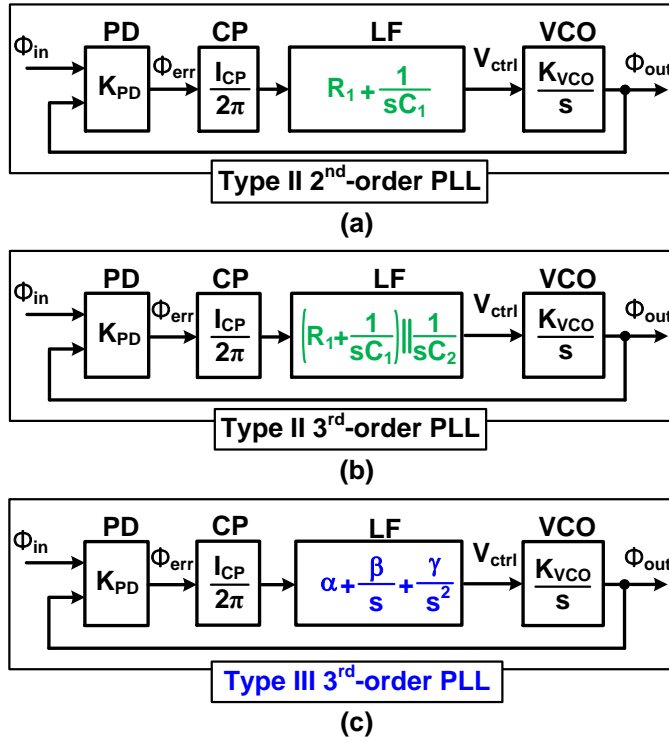 PD CP LF VCO
Φin Φerr Vctrl Φout
KPD ICP/2π R1 + 1/sC1 KVCO/s
Type II 2nd-order PLL
(a)
PD CP LF VCO
Φin Φerr Vctrl Φout
KPD ICP/2π (R1+1/sC1)||1/sC2 KVCO/s
Type II 3rd-order PLL
(b)
PD CP LF VCO
Φin Φerr Vctrl Φout
KPD ICP/2π α+β/s+γ/s² KVCO/s
Type III 3rd-order PLL
(c)